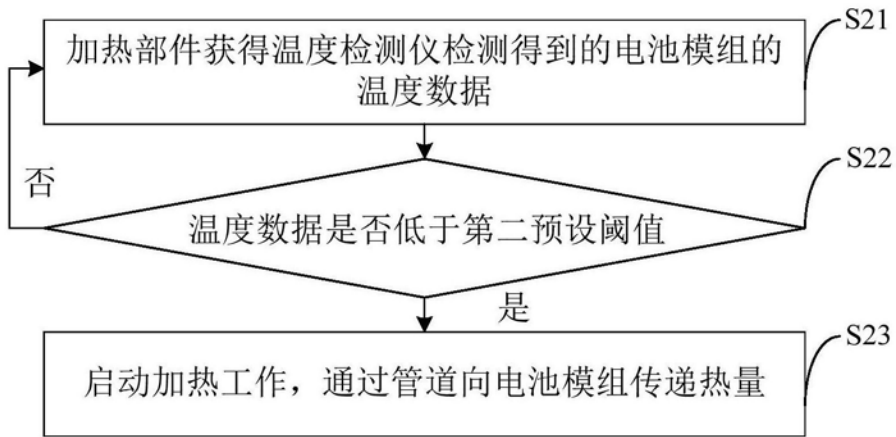 S21
加热部件获得温度检测仪检测得到的电池模组的
温度数据
S22
否
温度数据是否低于第二预设阈值
是
S23
启动加热工作，通过管道向电池模组传递热量